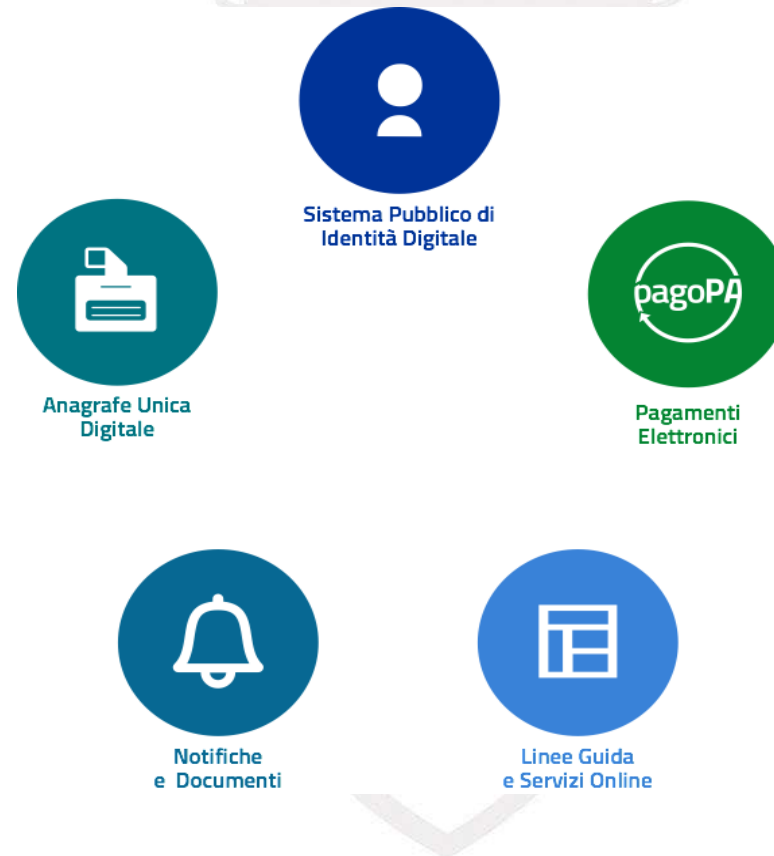 Sistema Pubblico di
Identità Digitale
Anagrafe Unica
Digitale
pagoPA
Pagamenti
Elettronici
Notifiche
e Documenti
Linee Guida
e Servizi Online